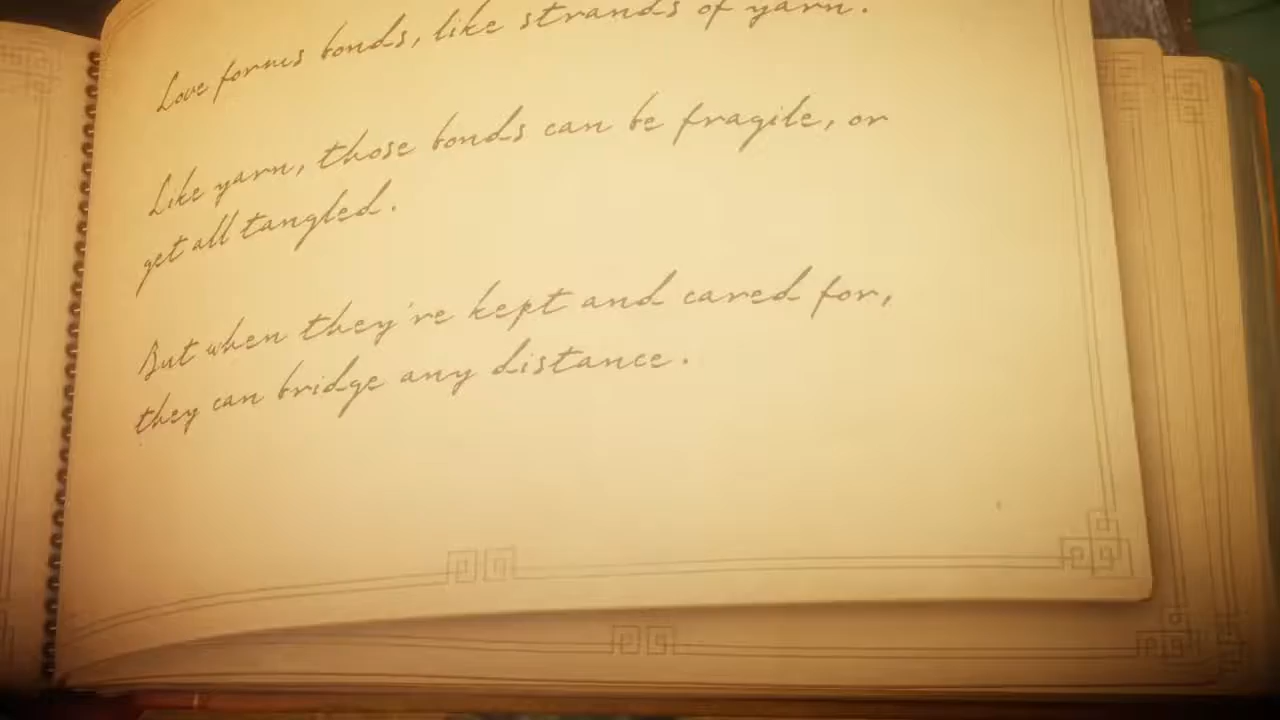 Love forms bonds, like strands of yarn.
Like yarn, those bonds can be fragile, or
get all tangled.
But when they're kept and cared for,
they can bridge any distance.